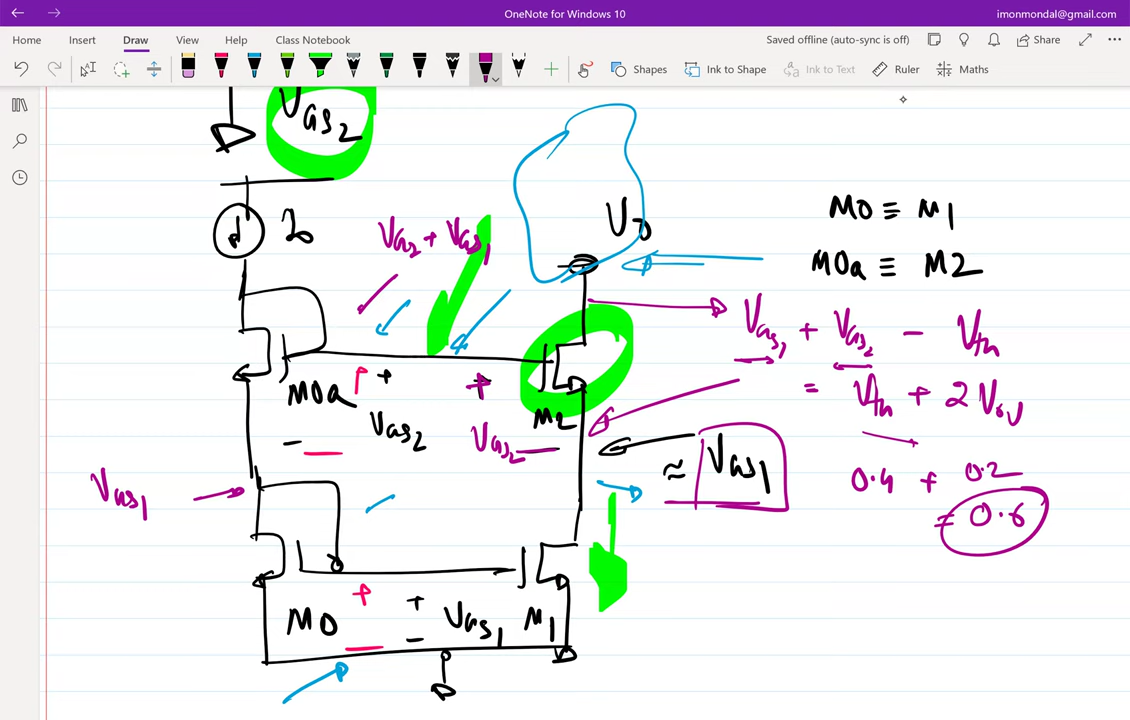 OneNote for Windows 10
imonmondal@gmail.com
Home Insert Draw View Help Class Notebook
Saved offline (auto-sync is off) Share
Shapes Ink to Shape Ink to Text Ruler Maths
VGS2
I0
VGS2 + VGS1
VO
M0 ≡ M1
M0a ≡ M2
VGS1 + VGS2 - Vth
= Vth + 2 Vov
0.4 + 0.2
= 0.6
M0a
+
VGS2
-
+
VGS2
-
M2
≈ VGS1
VGS1
M0
+
+
-
VGS1
M1